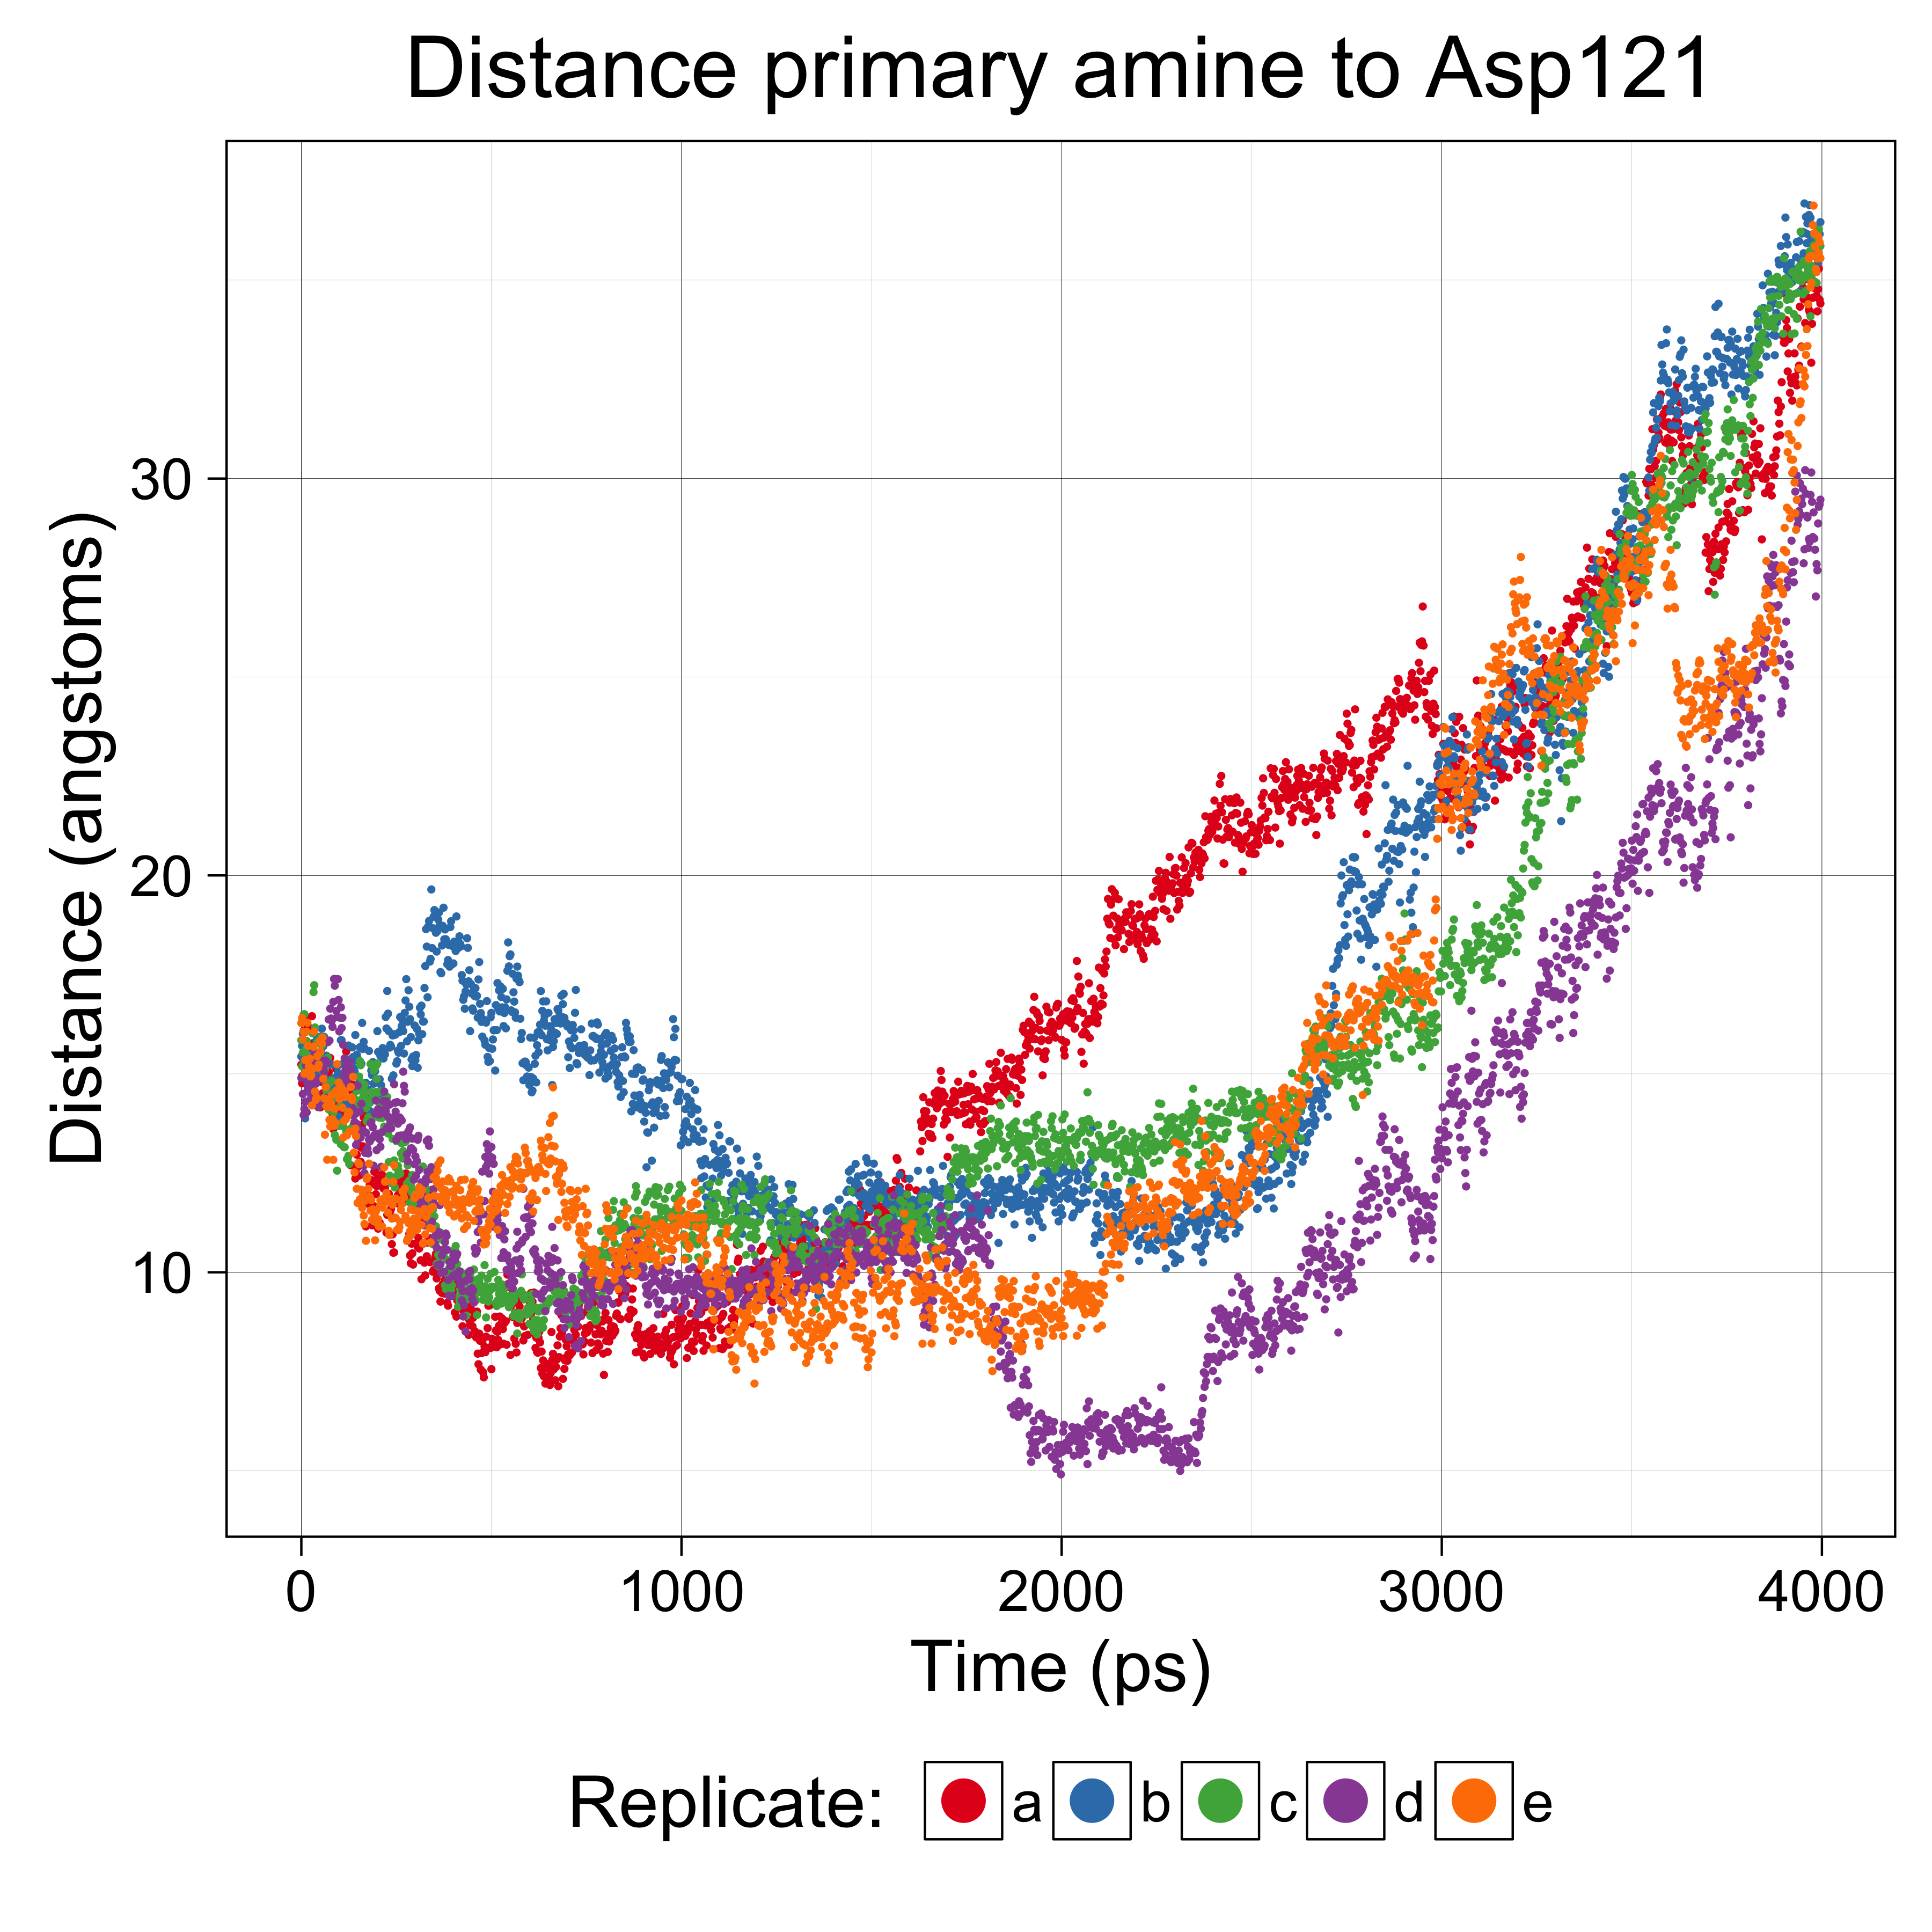 Distance primary amine to Asp121
Distance (angstoms)
30
20
10
0 1000 2000 3000 4000
Time (ps)
Replicate: a b c d e